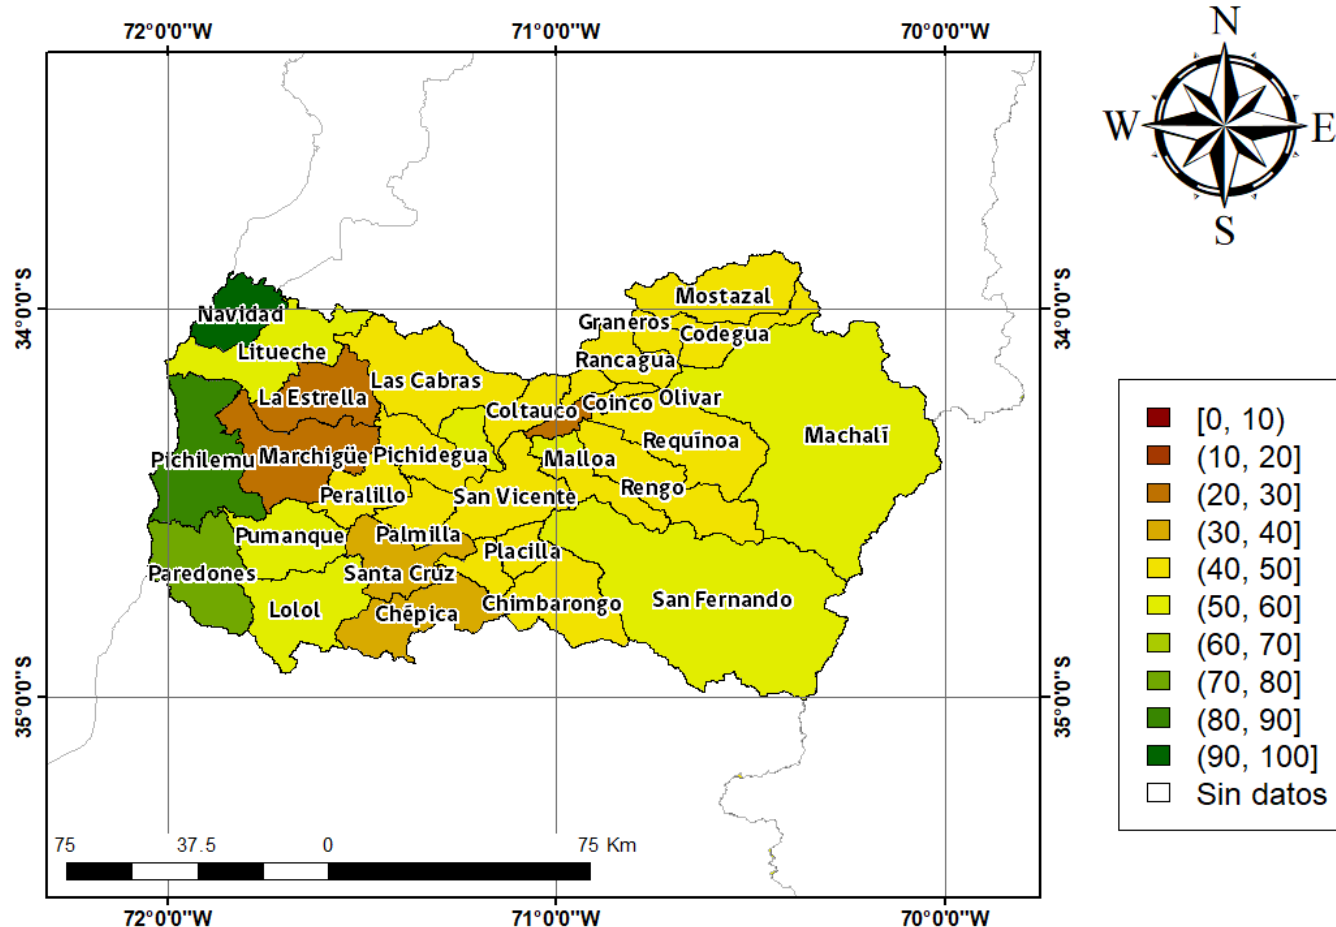 72°0'0"W 71°0'0"W 70°0'0"W
N
W E
S
34°0'0"S 34°0'0"S
Mostazal
Navidad
Graneros
Codegua
Litueche
Rancagua
Las Cabras
La Estrella
Olivar
Coinco
Coltauco
Machalí
Requínoa
Pichilemu
Marchigüe
Pichidegua
Malloa
Rengo
Peralillo
San Vicente
Pumanque
Palmilla
Placilla
Paredones
Santa Cruz
San Fernando
Chimbarongo
Lolol
Chépica
35°0'0"S 35°0'0"S
75 37.5 0 75 Km
72°0'0"W 71°0'0"W 70°0'0"W
[0, 10)
(10, 20]
(20, 30]
(30, 40]
(40, 50]
(50, 60]
(60, 70]
(70, 80]
(80, 90]
(90, 100]
Sin datos